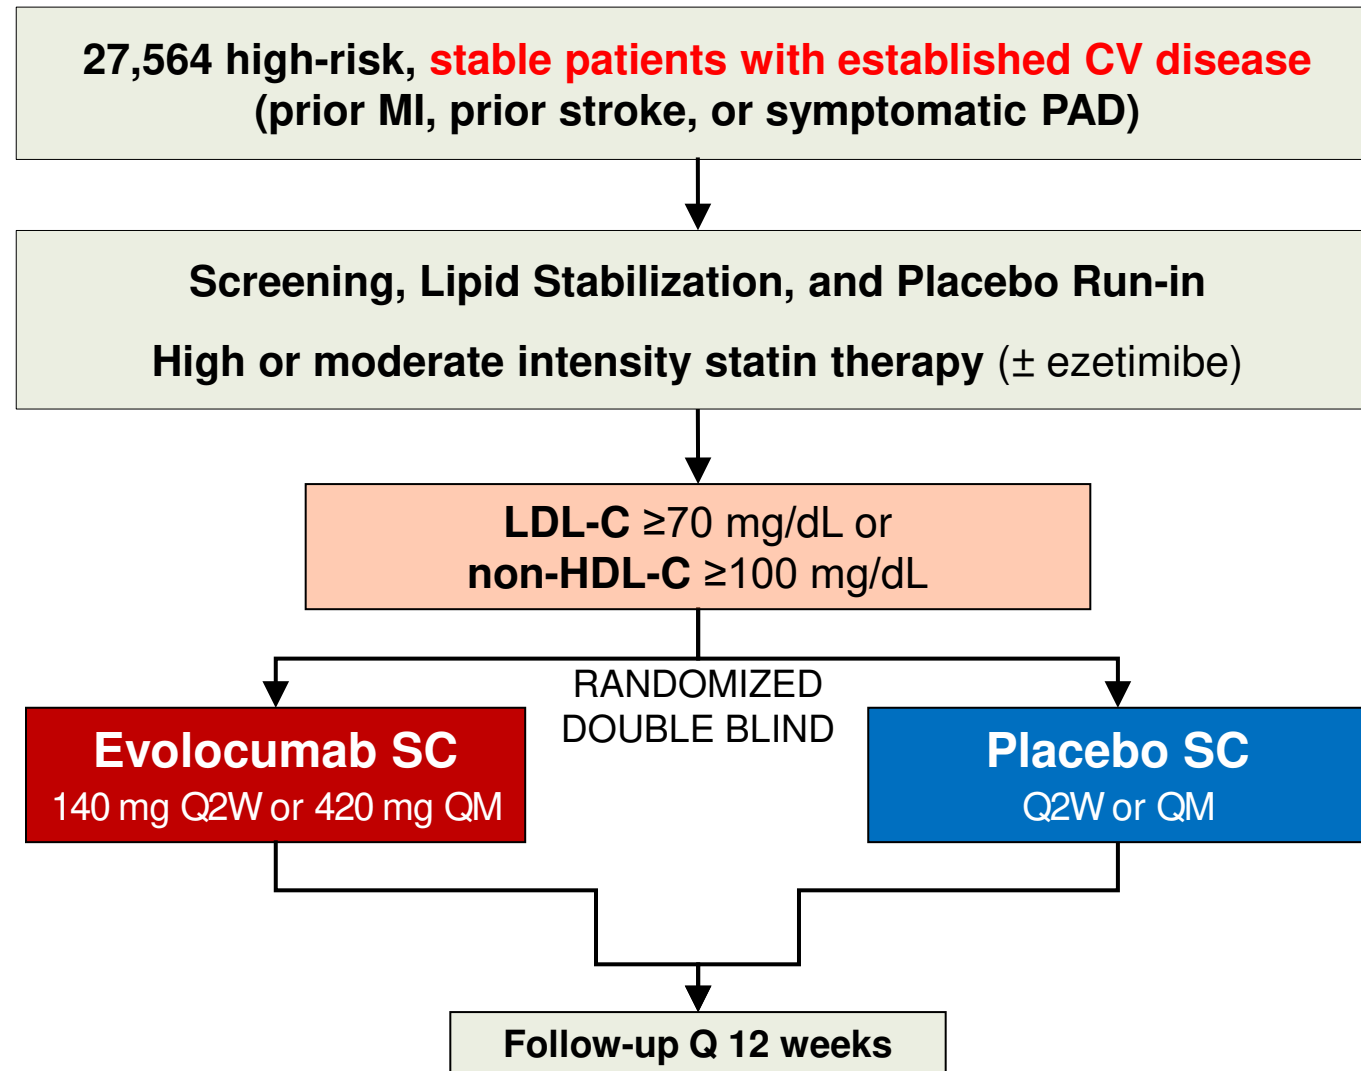 27,564 high-risk, stable patients with established CV disease
(prior MI, prior stroke, or symptomatic PAD)
Screening, Lipid Stabilization, and Placebo Run-in
High or moderate intensity statin therapy (± ezetimibe)
LDL-C ≥70 mg/dL or
non-HDL-C ≥100 mg/dL
RANDOMIZED
DOUBLE BLIND
Evolocumab SC
140 mg Q2W or 420 mg QM
Placebo SC
Q2W or QM
Follow-up Q 12 weeks